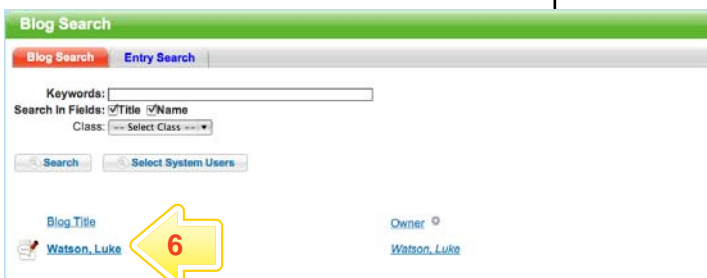 Blog Search
Blog Search Entry Search
Keywords:
Search In Fields: Title Name
Class: -- Select Class --
Search Select System Users
Blog Title Owner
Watson, Luke 6 Watson, Luke